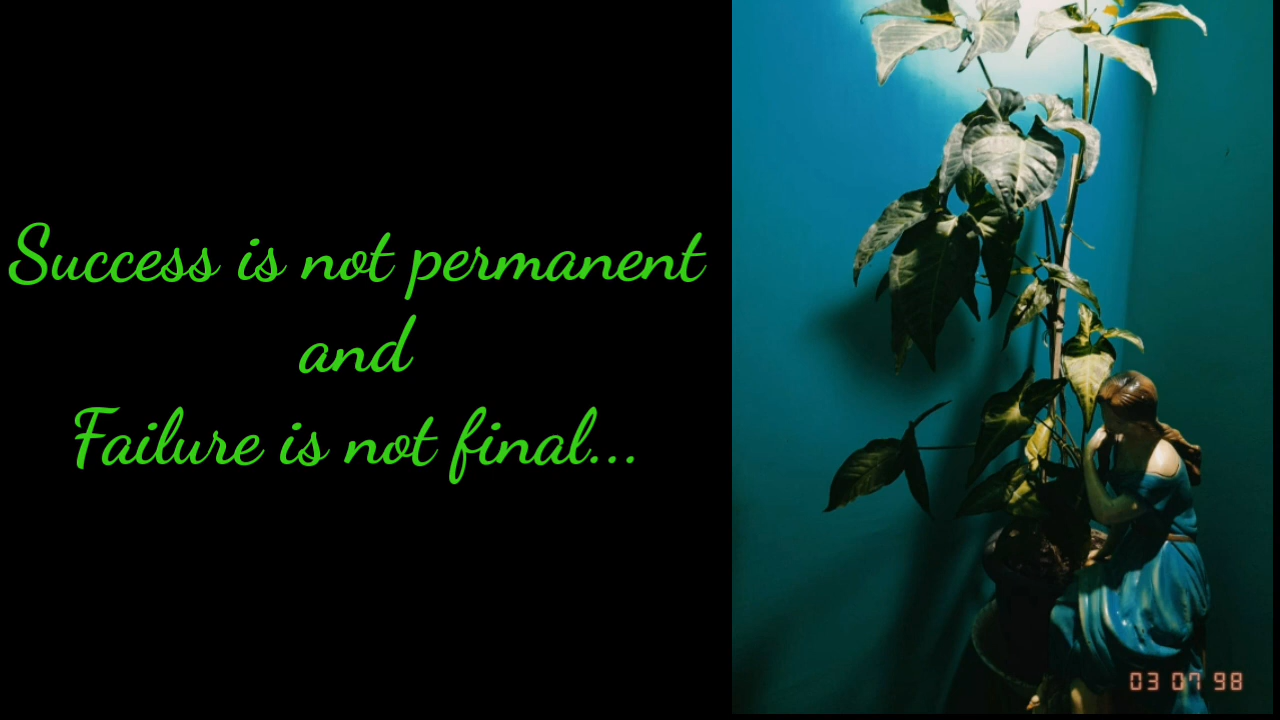 Success is not permanent
and
Failure is not final...
03 07 98